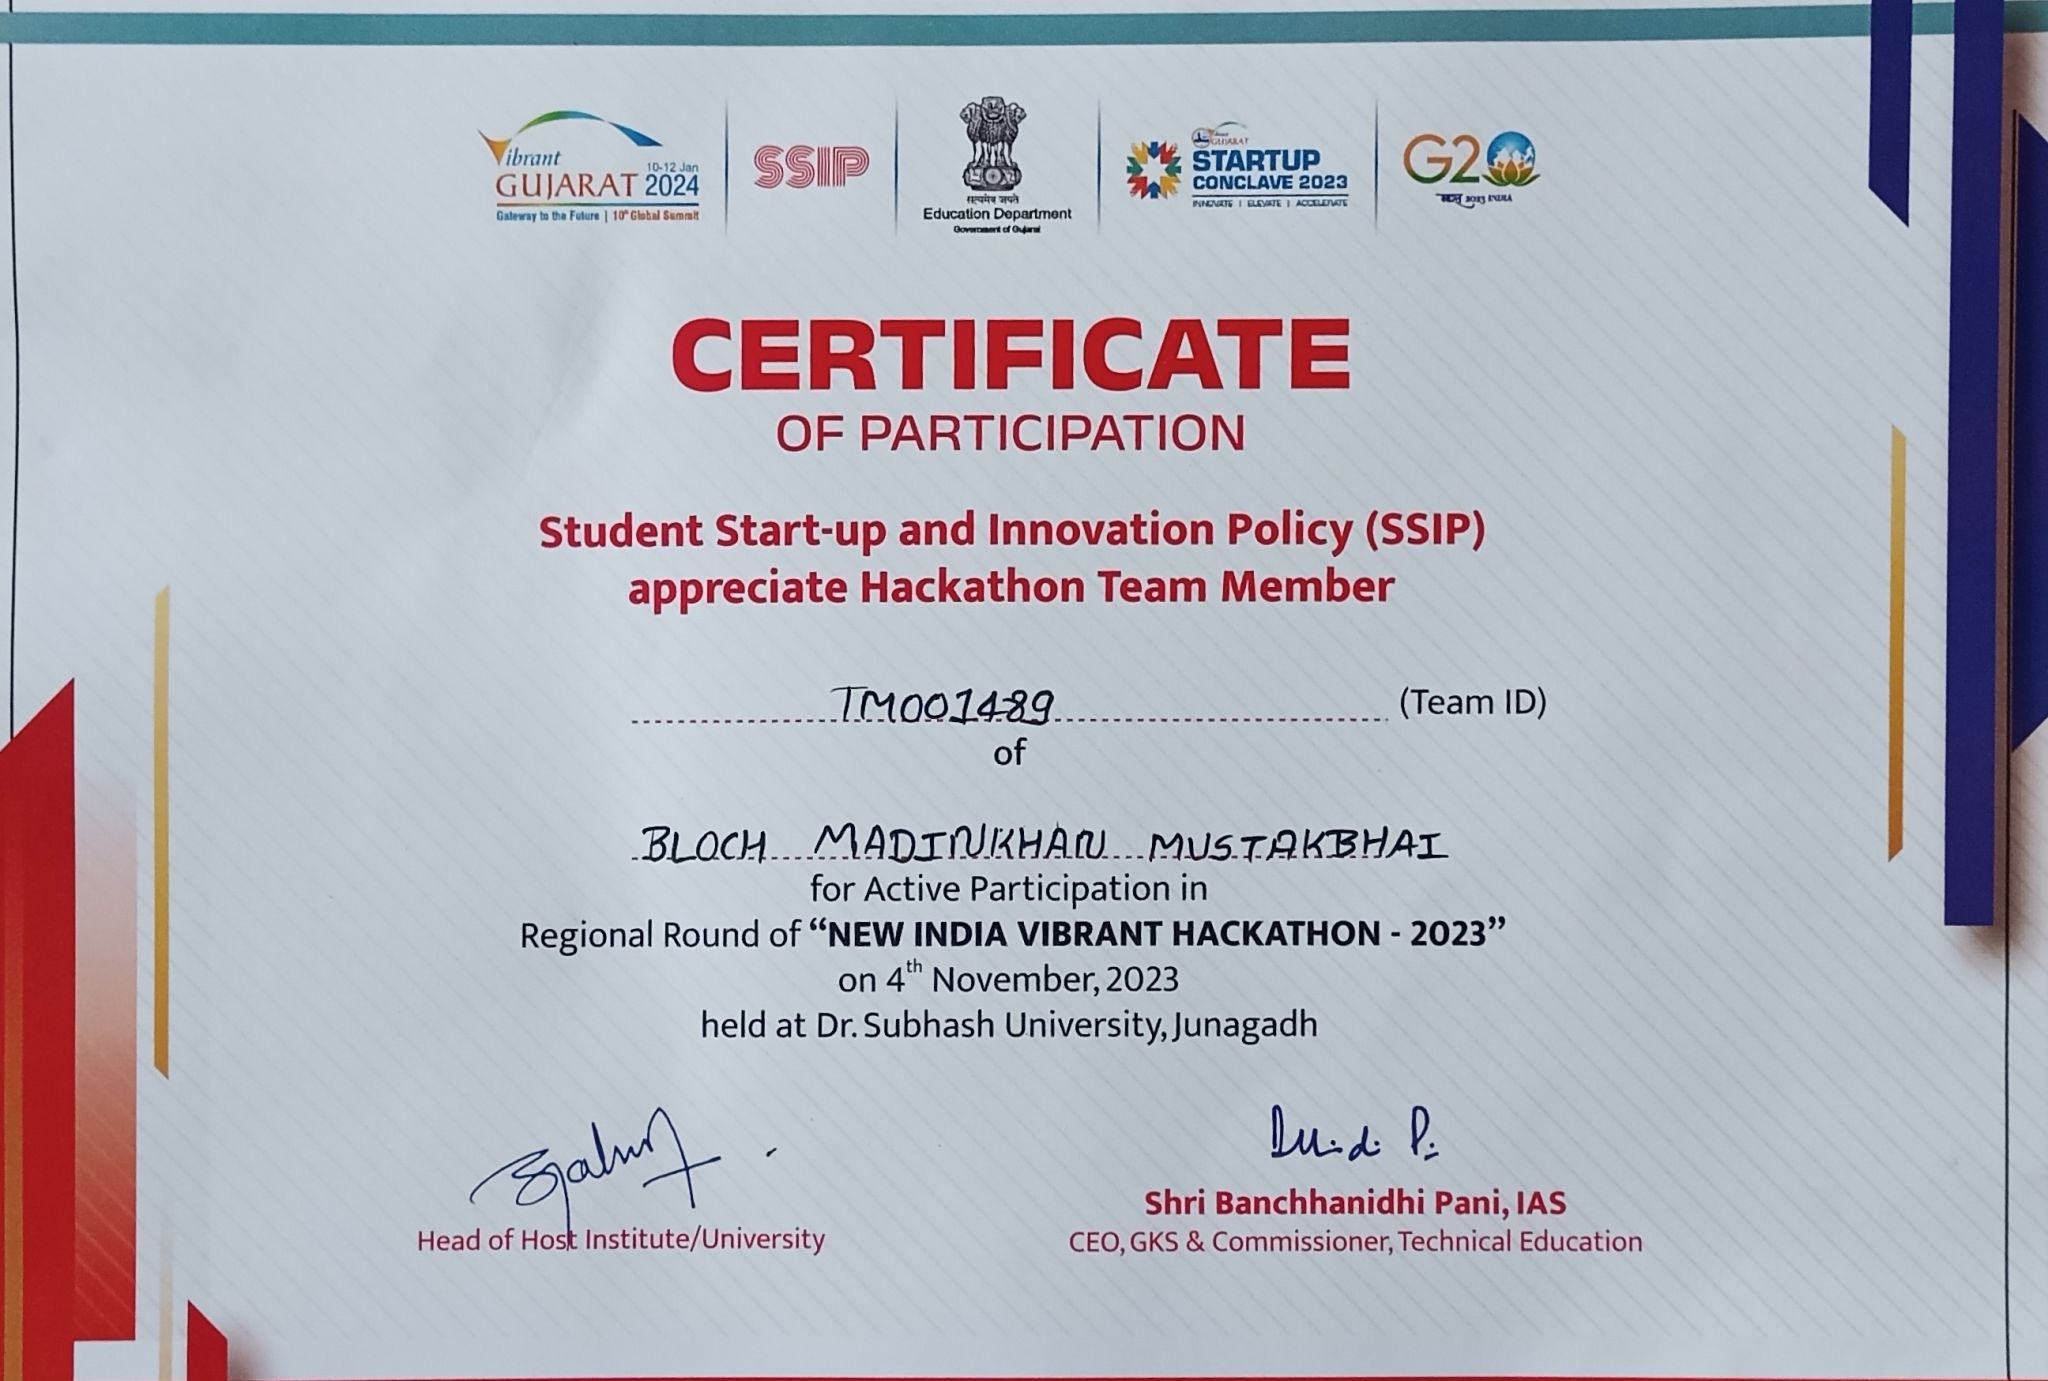 Vibrant
GUJARAT
10-12 Jan
2024
Gateway to the Future | 10th Global Summit
SSIP
सत्यमेव जयते
Education Department
Government of Gujarat
Vibrant
GUJARAT
STARTUP
CONCLAVE 2023
INNOVATE | ELEVATE | ACCELERATE
G20
भारत 2023 INDIA
CERTIFICATE
OF PARTICIPATION
Student Start-up and Innovation Policy (SSIP)
appreciate Hackathon Team Member
TM001489 (Team ID)
of
BLOCH MADINKHAN MUSTAKBHAI
for Active Participation in
Regional Round of “NEW INDIA VIBRANT HACKATHON - 2023”
on 4th November, 2023
held at Dr. Subhash University, Junagadh
Head of Host Institute/University
Shri Banchhanidhi Pani, IAS
CEO, GKS & Commissioner, Technical Education